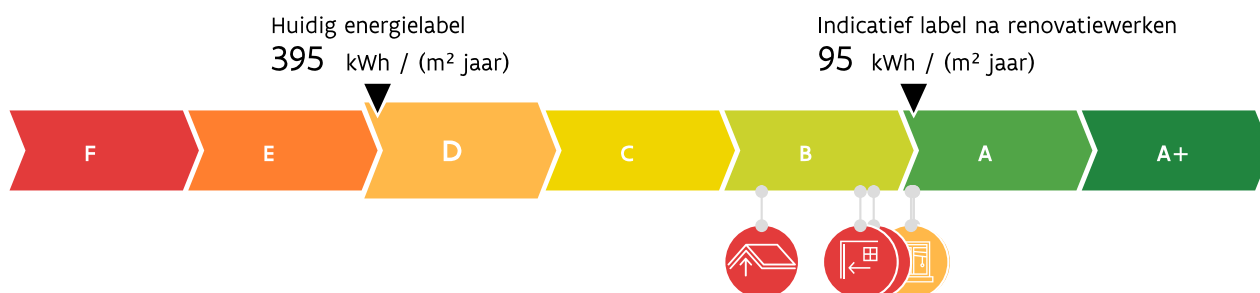 Huidig energielabel
395 kWh / (m² jaar)
Indicatief label na renovatiewerken
95 kWh / (m² jaar)
F E D C B A A+